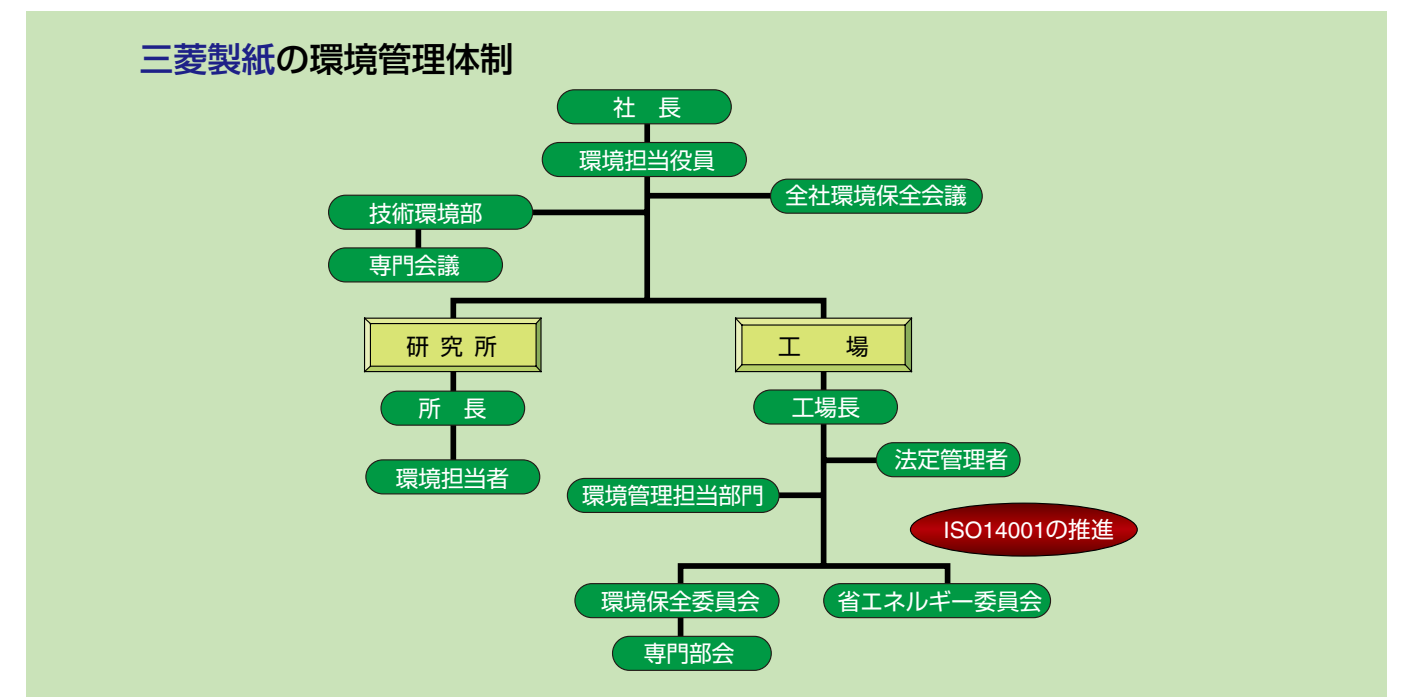 三菱製紙の環境管理体制
社　長
環境担当役員
全社環境保全会議
技術環境部
専門会議
研 究 所
工　　場
所　長
工場長
環境担当者
法定管理者
環境管理担当部門
ISO14001の推進
環境保全委員会
省エネルギー委員会
専門部会